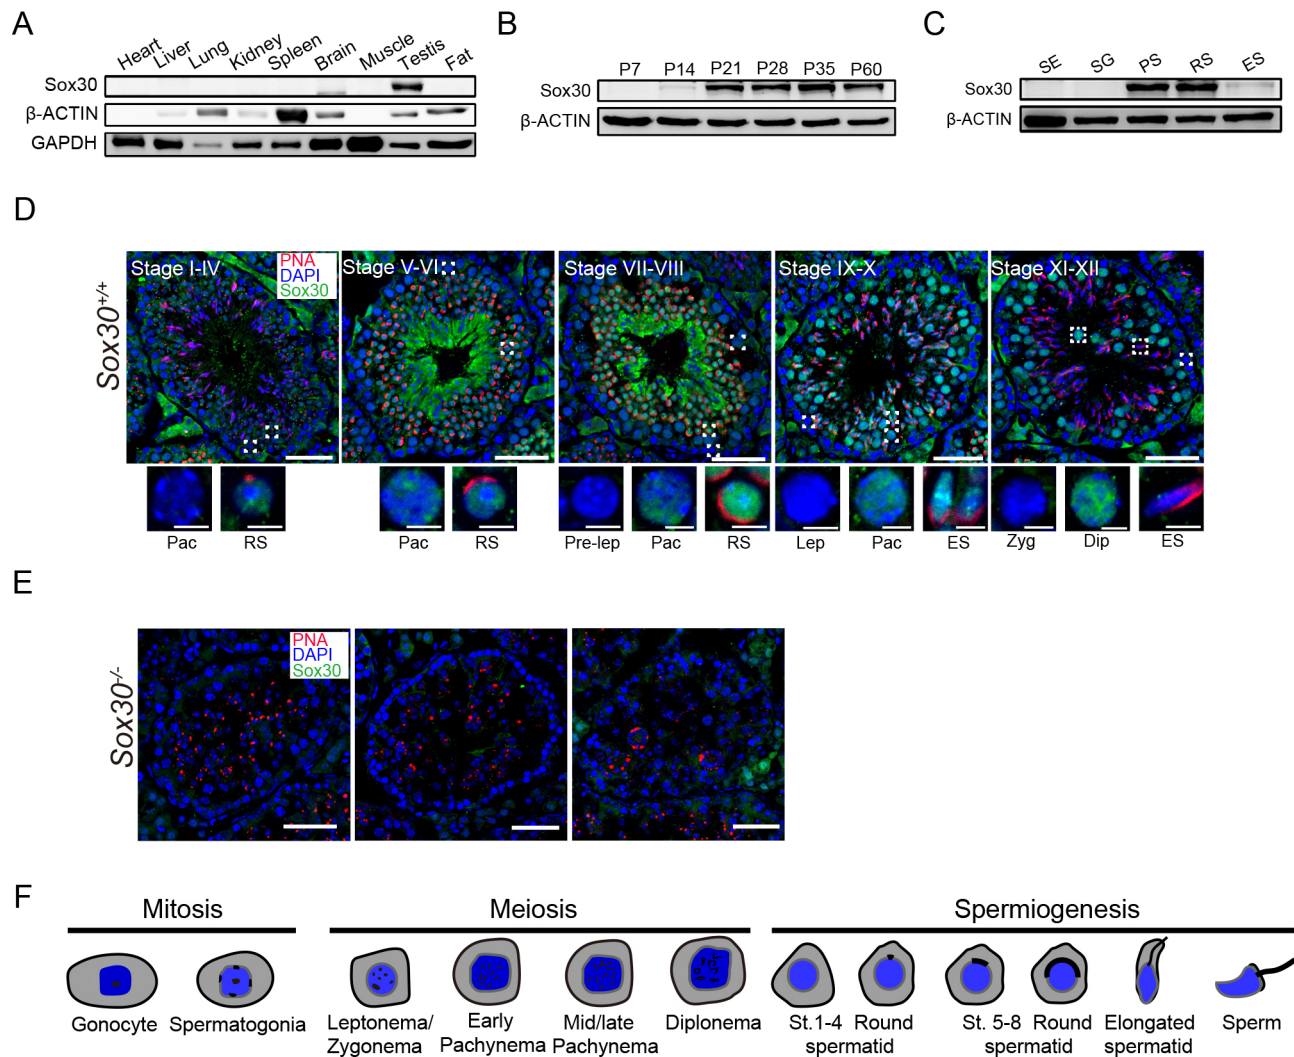 A
Heart Liver Lung Kidney Spleen Brain Muscle Testis Fat
Sox30
β-ACTIN
GAPDH
B
P7 P14 P21 P28 P35 P60
Sox30
β-ACTIN
C
SE SG PS RS ES
Sox30
β-ACTIN
D
Sox30+/+
Stage I-IV
PNA
DAPI
Sox30
Stage V-VI
Stage VII-VIII
Stage IX-X
Stage XI-XII
Pac RS Pac RS Pre-lep Pac RS Lep Pac ES Zyg Dip ES
E
Sox30-/-
PNA
DAPI
Sox30
F
Mitosis Meiosis Spermiogenesis
Gonocyte
Spermatogonia
Leptonema/
Zygonema
Early
Pachynema
Mid/late
Pachynema
Diplonema
St.1-4 Round
spermatid
St. 5-8 Round
spermatid
Elongated
spermatid
Sperm